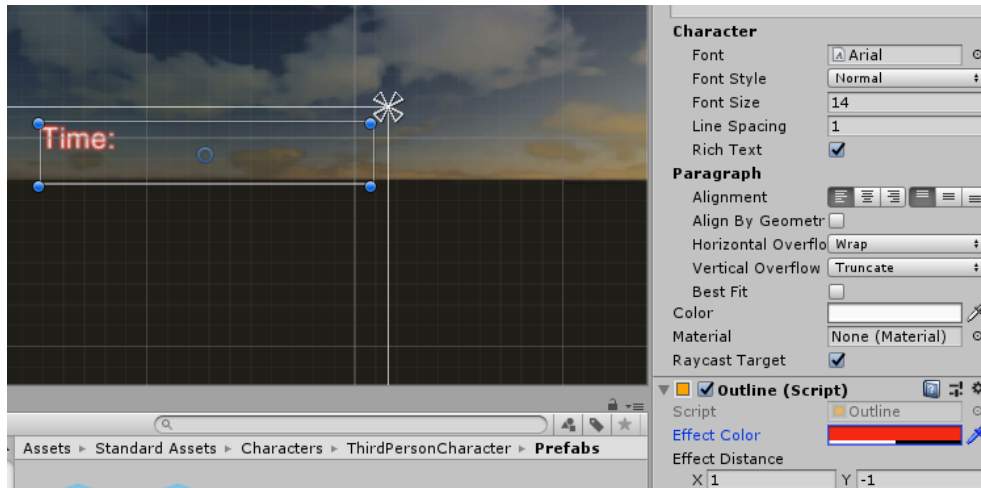 Time:
Character
Font Arial
Font Style Normal
Font Size 14
Line Spacing 1
Rich Text
Paragraph
Alignment
Align By Geometr
Horizontal Overflo Wrap
Vertical Overflow Truncate
Best Fit
Color
Material None (Material)
Raycast Target
Outline (Script)
Script Outline
Effect Color
Effect Distance
X 1 Y -1
Assets Standard Assets Characters ThirdPersonCharacter Prefabs